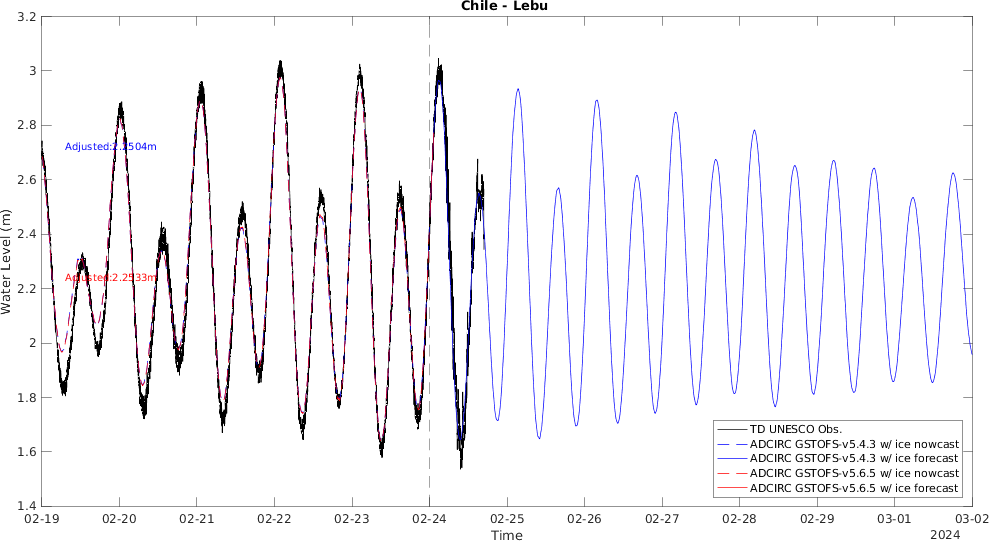 Chile - Lebu
3.2
3
2.8
2.6
2.4
2.2
2
1.8
1.6
1.4
Water Level (m)
Adjusted:2.2504m
Adjusted:2.2533m
TD UNESCO Obs.
ADCIRC GSTOFS-v5.4.3 w/ ice nowcast
ADCIRC GSTOFS-v5.4.3 w/ ice forecast
ADCIRC GSTOFS-v5.6.5 w/ ice nowcast
ADCIRC GSTOFS-v5.6.5 w/ ice forecast
02-19 02-20 02-21 02-22 02-23 02-24 02-25 02-26 02-27 02-28 02-29 03-01 03-02
Time
2024